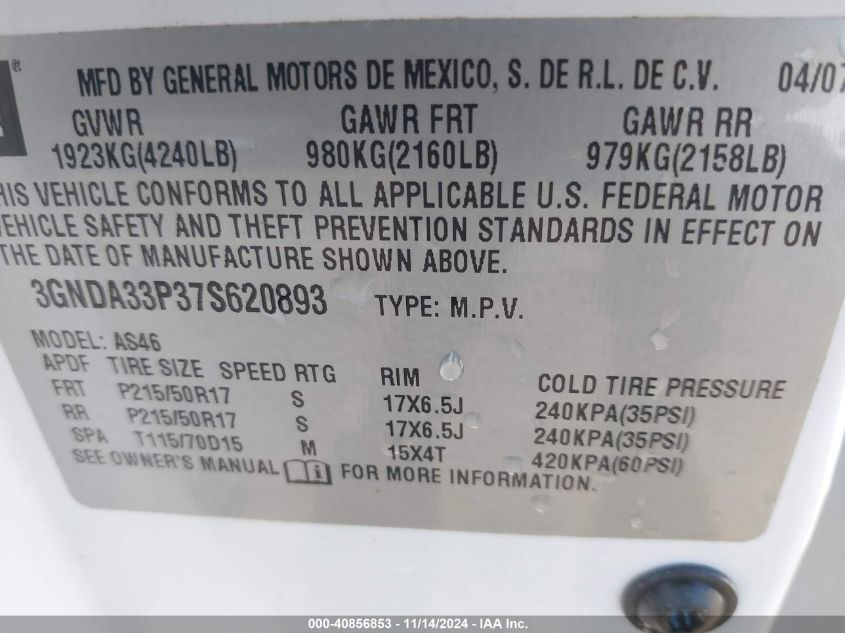 ®
MFD BY GENERAL MOTORS DE MEXICO, S. DE R.L. DE C.V. 04/07
GVWR GAWR FRT GAWR RR
1923KG(4240LB) 980KG(2160LB) 979KG(2158LB)
HIS VEHICLE CONFORMS TO ALL APPLICABLE U.S. FEDERAL MOTOR
VEHICLE SAFETY AND THEFT PREVENTION STANDARDS IN EFFECT ON
THE DATE OF MANUFACTURE SHOWN ABOVE.
3GNDA33P37S620893 TYPE: M.P.V.
MODEL: AS46
APDF TIRE SIZE SPEED RTG RIM COLD TIRE PRESSURE
FRT P215/50R17 S 17X6.5J 240KPA(35PSI)
RR P215/50R17 S 17X6.5J 240KPA(35PSI)
SPA T115/70D15 M 15X4T 420KPA(60PSI)
SEE OWNER'S MANUAL i FOR MORE INFORMATION.
000-40856853 - 11/14/2024 - IAA Inc.